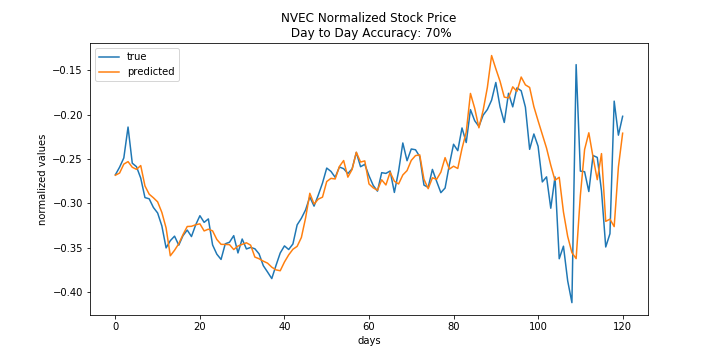 NVEC Normalized Stock Price
Day to Day Accuracy: 70%
true
predicted
normalized values
−0.15
−0.20
−0.25
−0.30
−0.35
−0.40
0
20
40
60
80
100
120
days